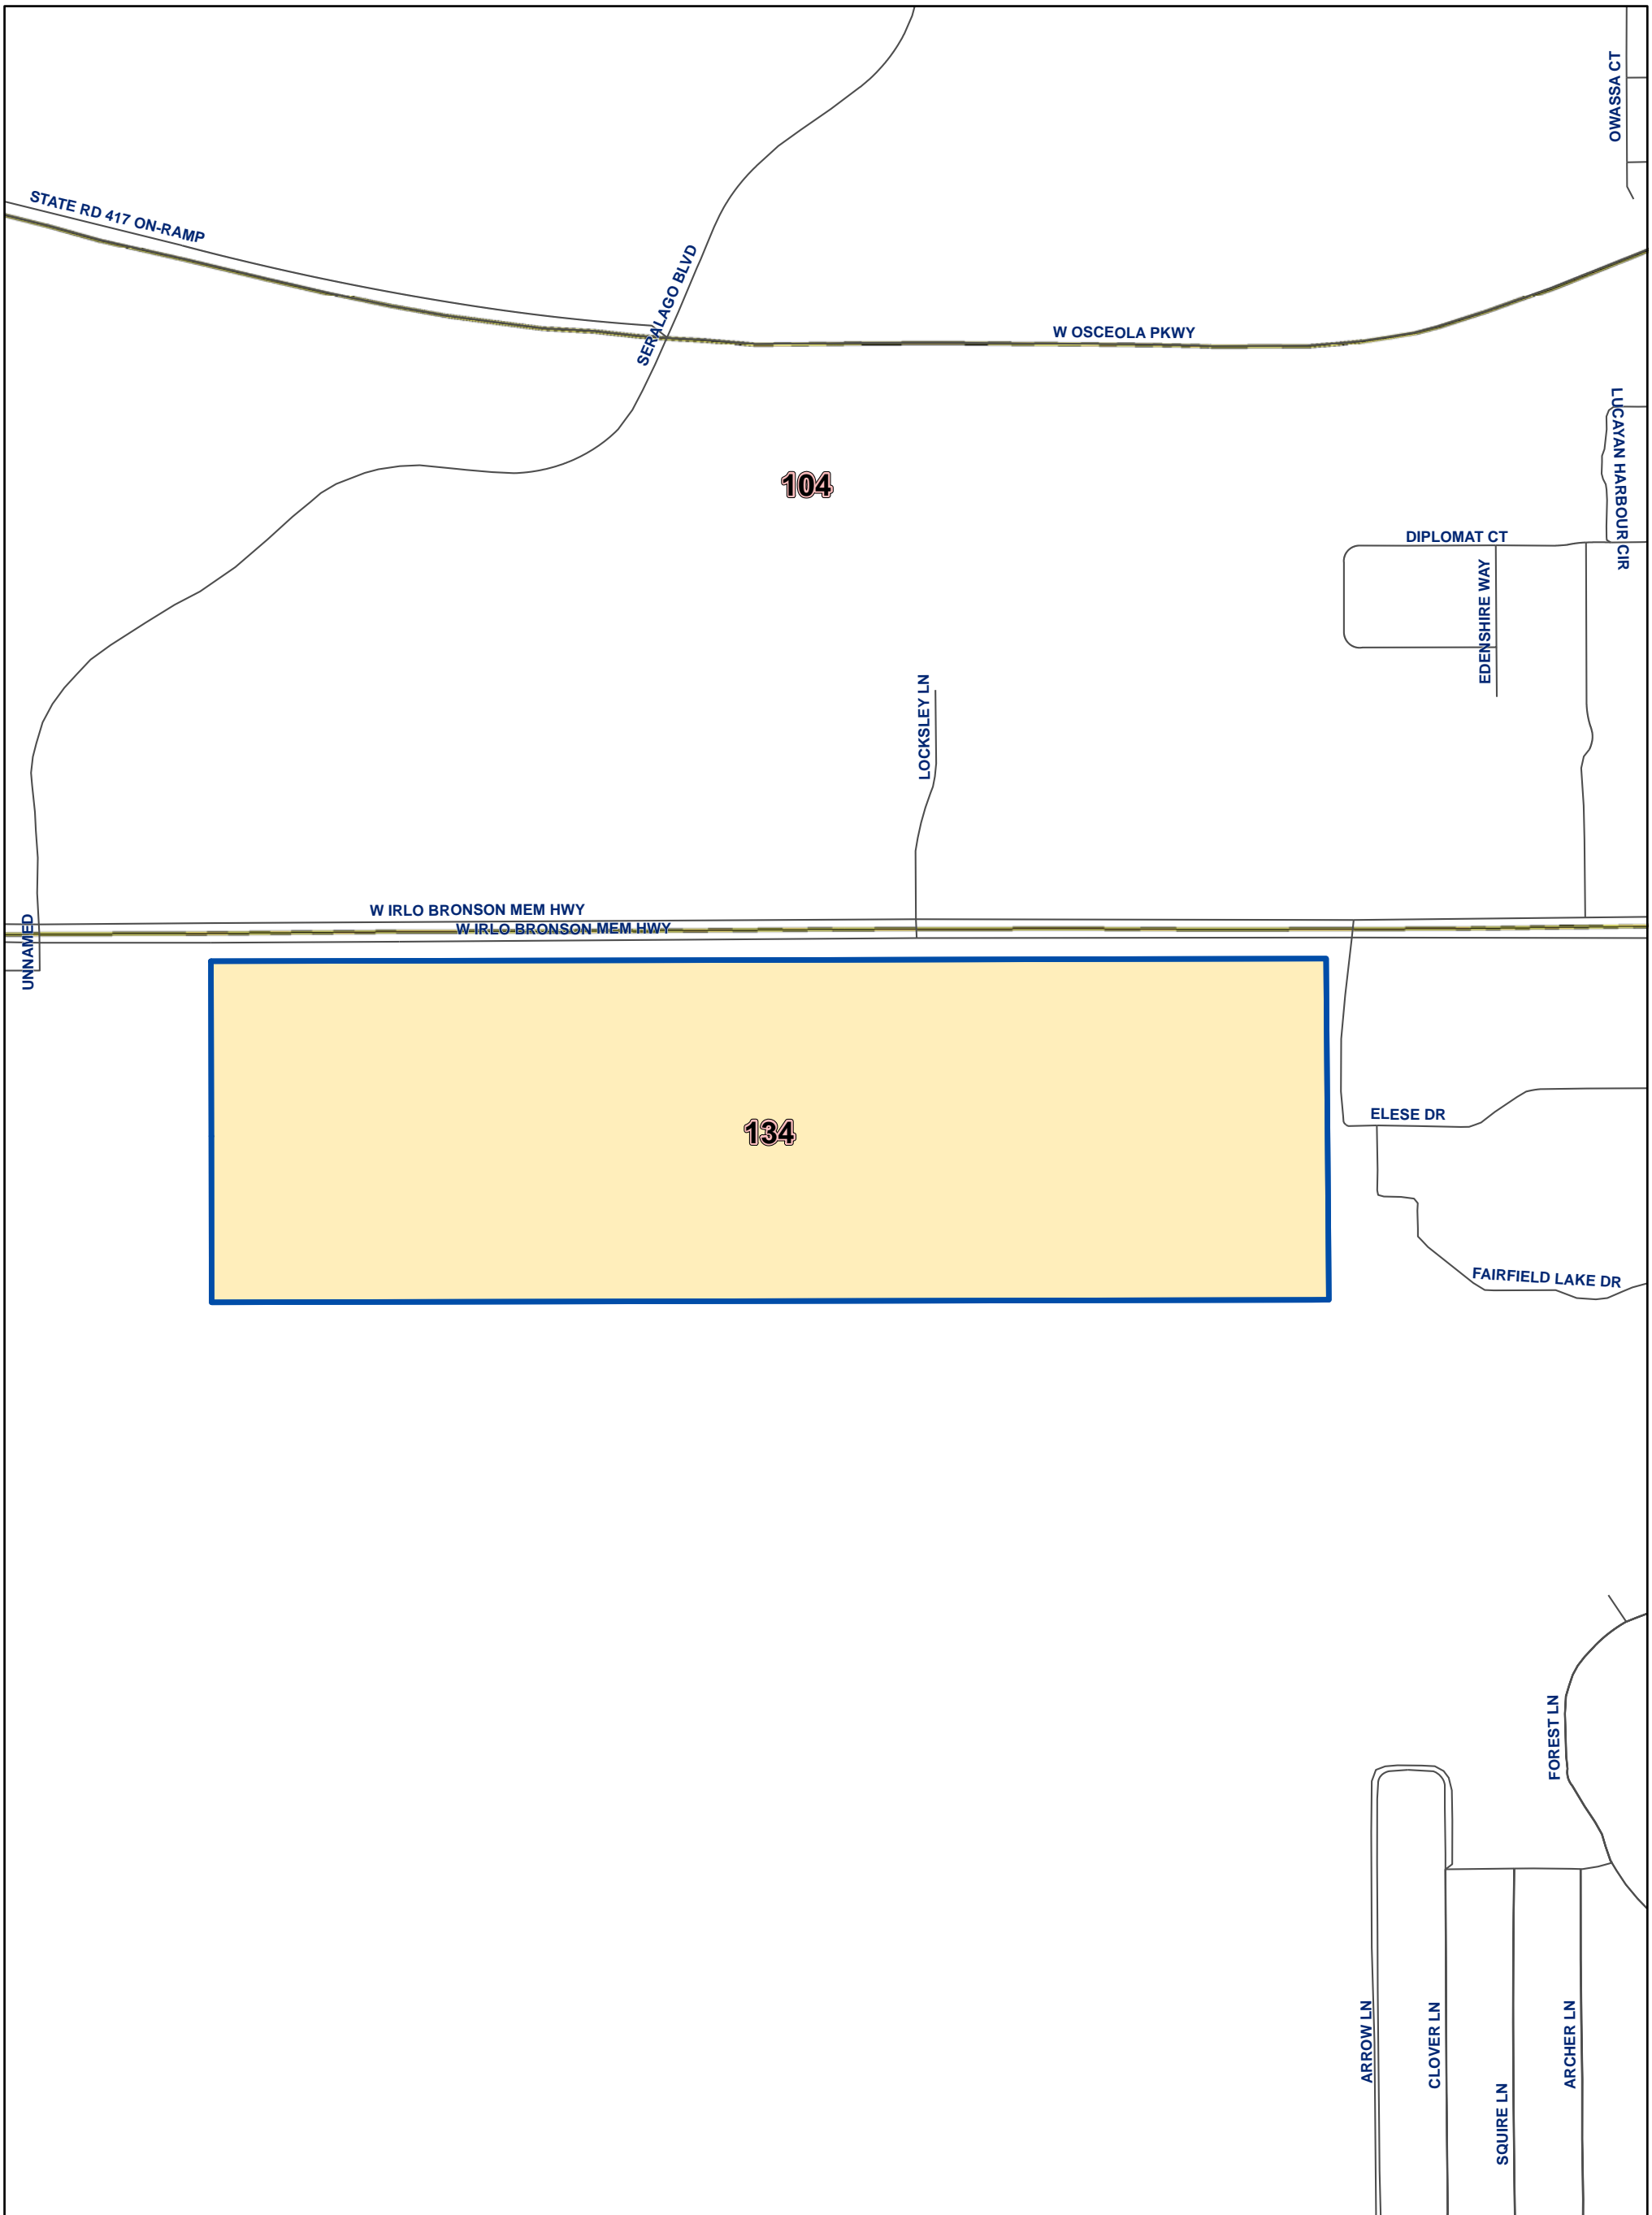 OWASSA CT
STATE RD 417 ON-RAMP
SERALAGO BLVD
W OSCEOLA PKWY
LUCAYAN HARBOUR CIR
104
DIPLOMAT CT
EDENSHIRE WAY
LOCKSLEY LN
W IRLO BRONSON MEM HWY
W IRLO BRONSON MEM HWY
UNNAMED
ELESE DR
134
FAIRFIELD LAKE DR
FOREST LN
ARROW LN
CLOVER LN
SQUIRE LN
ARCHER LN